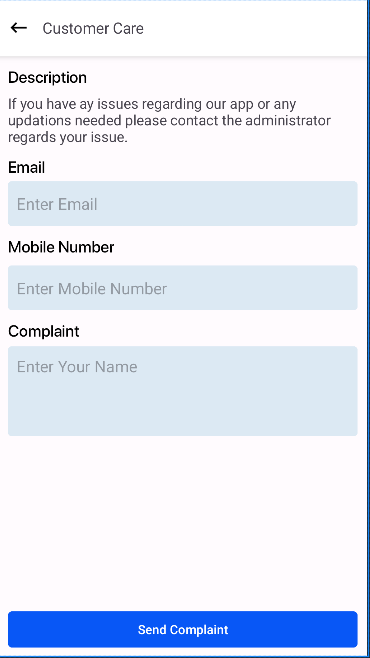 Customer Care
Description
If you have ay issues regarding our app or any
updations needed please contact the administrator
regards your issue.
Email
Enter Email
Mobile Number
Enter Mobile Number
Complaint
Enter Your Name
Send Complaint